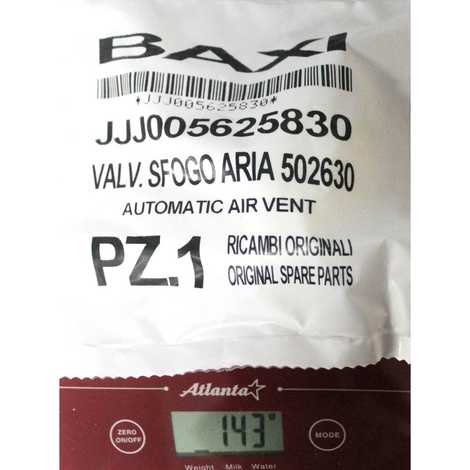 BAXI
*JJJ005625830*
JJJ005625830
VALV. SFOGO ARIA 502630
AUTOMATIC AIR VENT
PZ.1
RICAMBI ORIGINALI
ORIGINAL SPARE PARTS
Atlanta
ZERO
ON/OFF
143
MODE
Weight Milk Water